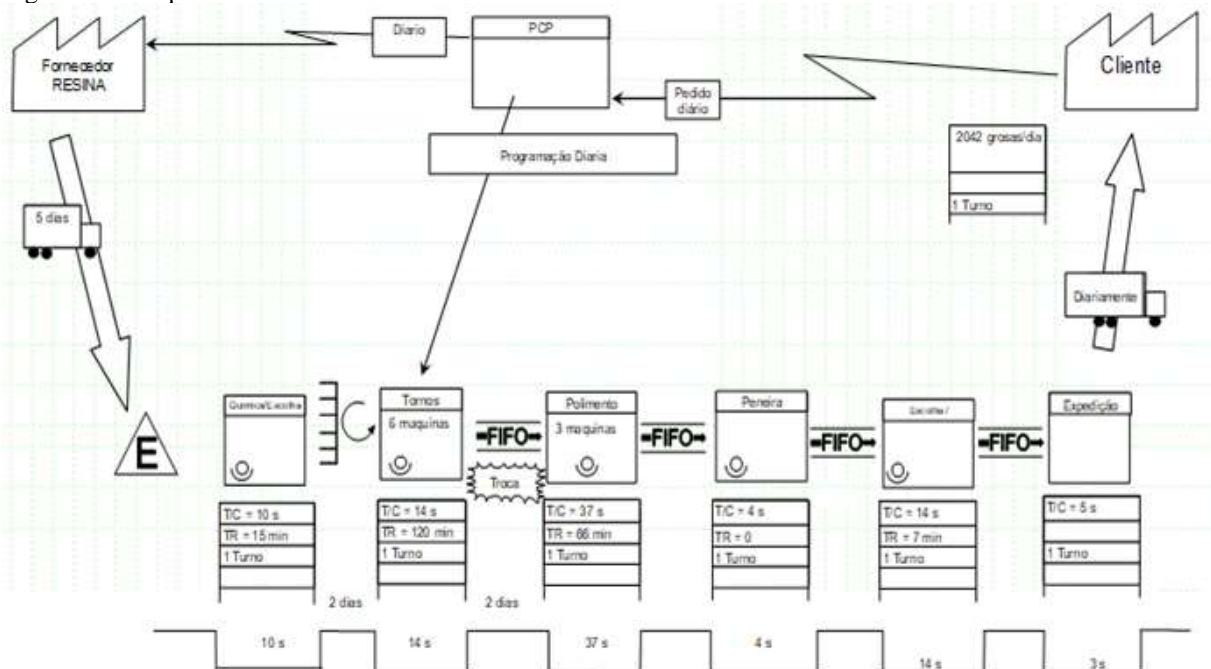 Diario
PCP
Fornecedor
RESINA
Cliente
Pedido
diário
Programação Diaria
2042 grosas/dia
1 Turno
5 dias
Diariamente
E
Tornos
6 maquinas
=FIFO→
Troca
Polimento
3 maquinas
=FIFO→
Peneira
=FIFO→
Escolha /
=FIFO→
Expedição
T/C = 10 s
TR = 15 min
1 Turno
T/C = 14 s
TR = 120 min
1 Turno
T/C = 37 s
TR = 66 min
1 Turno
T/C = 4 s
TR = 0
1 Turno
T/C = 14 s
TR = 7 min
1 Turno
T/C = 5 s
1 Turno
2 dias
2 dias
10 s
14 s
37 s
4 s
14 s
3 s